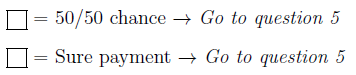 = 50/50 chance → Go to question 5
= Sure payment → Go to question 5